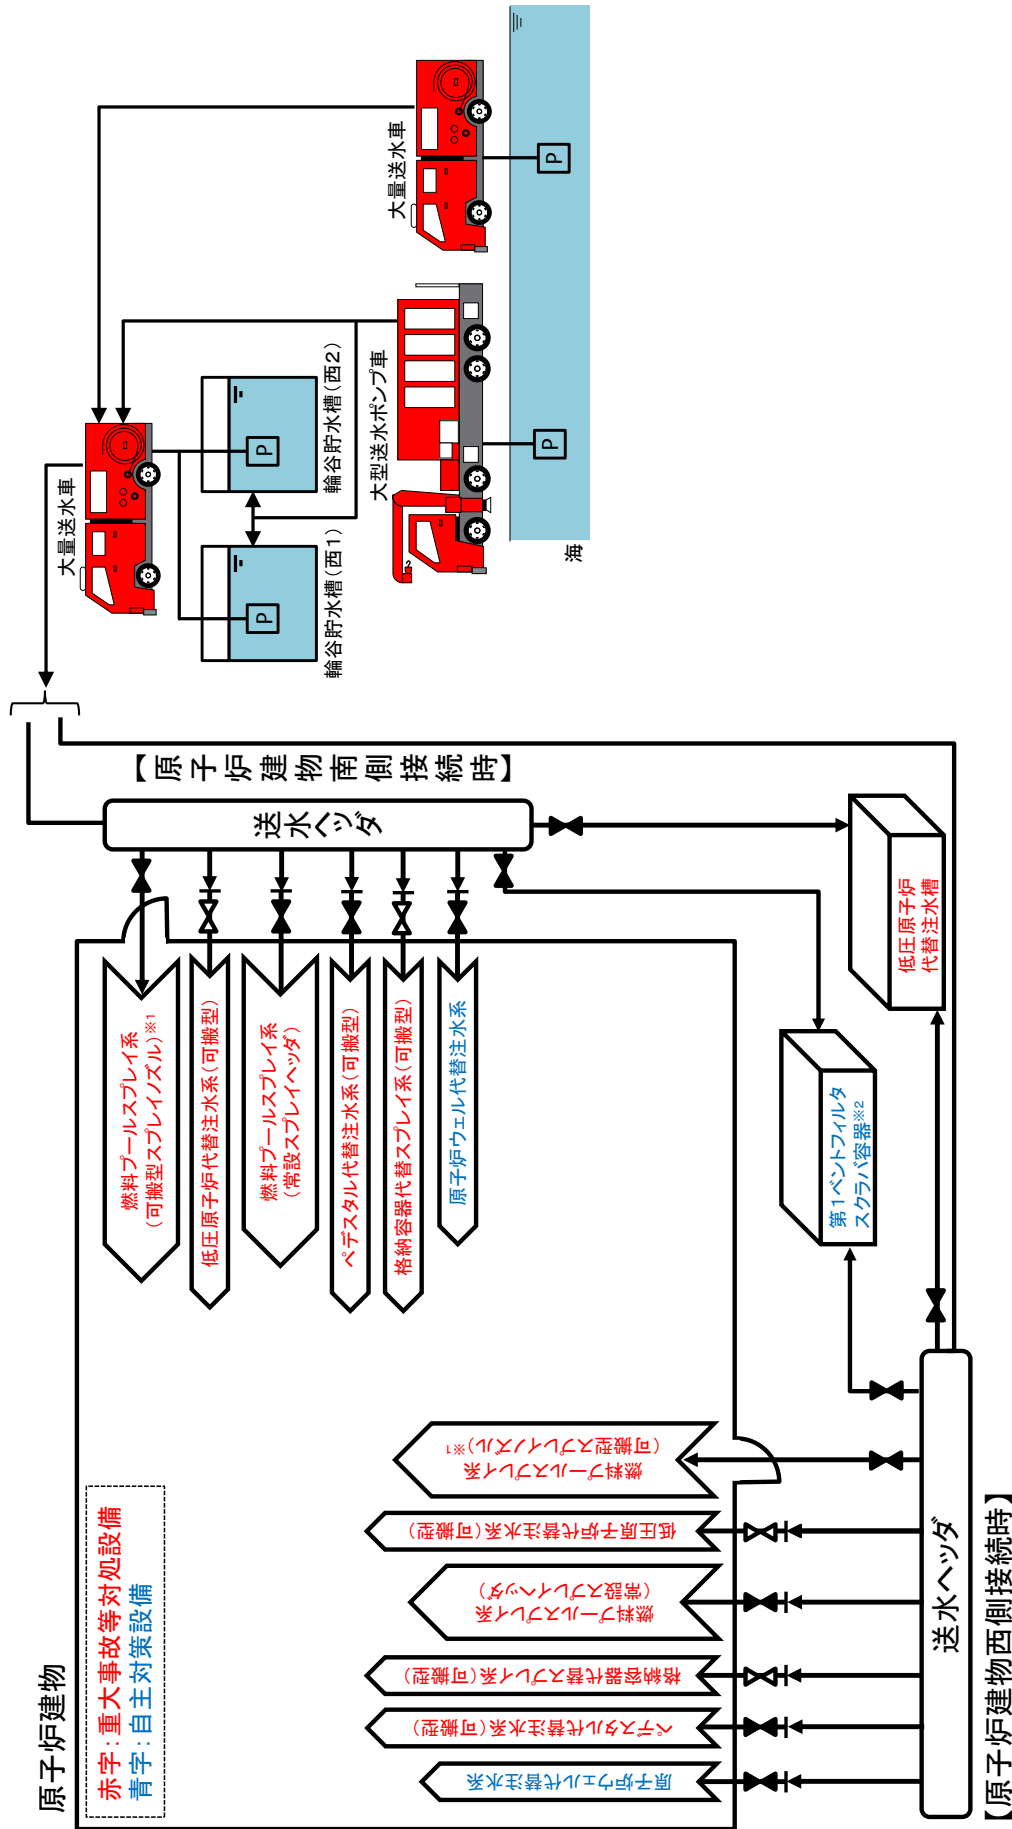 原子炉建物
赤字：重大事故等対処設備
青字：自主対策設備
燃料プールスプレイ系
（可搬型スプレイノズル）※1
低圧原子炉代替注水系（可搬型）
燃料プールスプレイ系
（常設スプレイヘッダ）
ペデスタル代替注水系（可搬型）
格納容器代替スプレイ系（可搬型）
原子炉ウェル代替注水系
送水ヘッダ
【原子炉建物南側接続時】
大量送水車
P
輪谷貯水槽（西1）
P
輪谷貯水槽（西2）
大型送水ポンプ車
P
大量送水車
P
海
原子炉ウェル代替注水系
ペデスタル代替注水系（可搬型）
格納容器代替スプレイ系（可搬型）
燃料プールスプレイ系
（常設スプレイヘッダ）
低圧原子炉代替注水系（可搬型）
燃料プールスプレイ系
（可搬型スプレイノズル）※1
第1ベントフィルタ
スクラバ容器※2
低圧原子炉
代替注水槽
送水ヘッダ
【原子炉建物西側接続時】